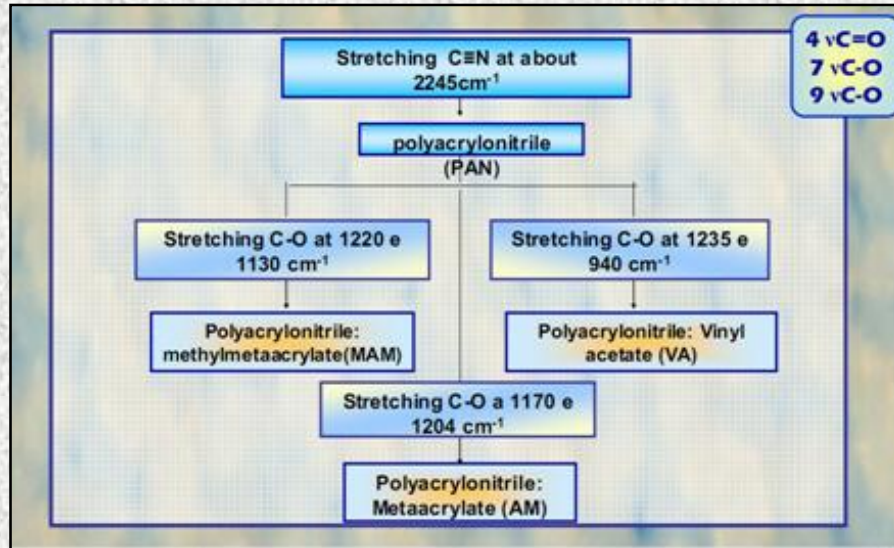 4 νC=O
7 νC-O
9 νC-O
Stretching C≡N at about
2245cm⁻¹
polyacrylonitrile
(PAN)
Stretching C-O at 1220 e
1130 cm⁻¹
Stretching C-O at 1235 e
940 cm⁻¹
Polyacrylonitrile:
methylmetaacrylate(MAM)
Polyacrylonitrile: Vinyl
acetate (VA)
Stretching C-O a 1170 e
1204 cm⁻¹
Polyacrylonitrile:
Metaacrylate (AM)